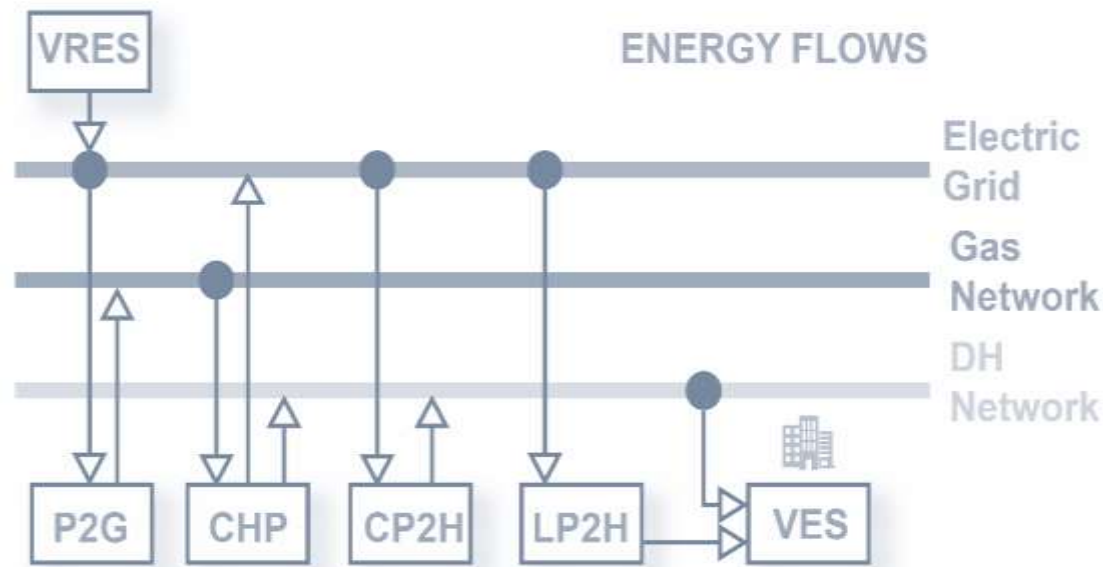 VRES
ENERGY FLOWS
Electric
Grid
Gas
Network
DH
Network
P2G
CHP
CP2H
LP2H
VES